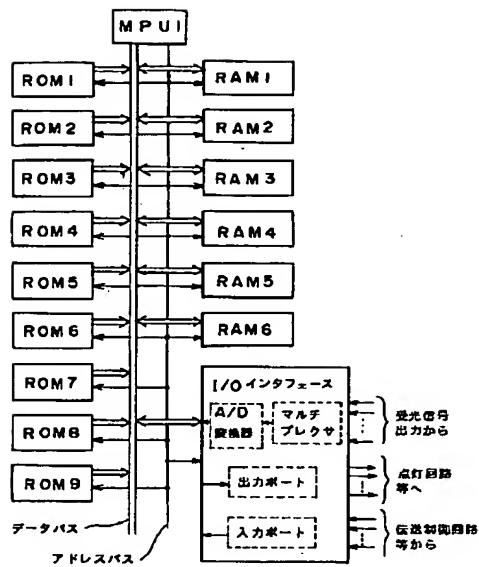 MPU1
ROM1
RAM1
ROM2
RAM2
ROM3
RAM3
ROM4
RAM4
ROM5
RAM5
ROM6
RAM6
ROM7
I/Oインタフェース
ROM8
A/D
変換器
マルチ
プレクサ
受光信号
出力から
ROM9
出力ポート
点灯回路
等へ
データバス
入力ポート
伝送制御回路
等から
アドレスバス